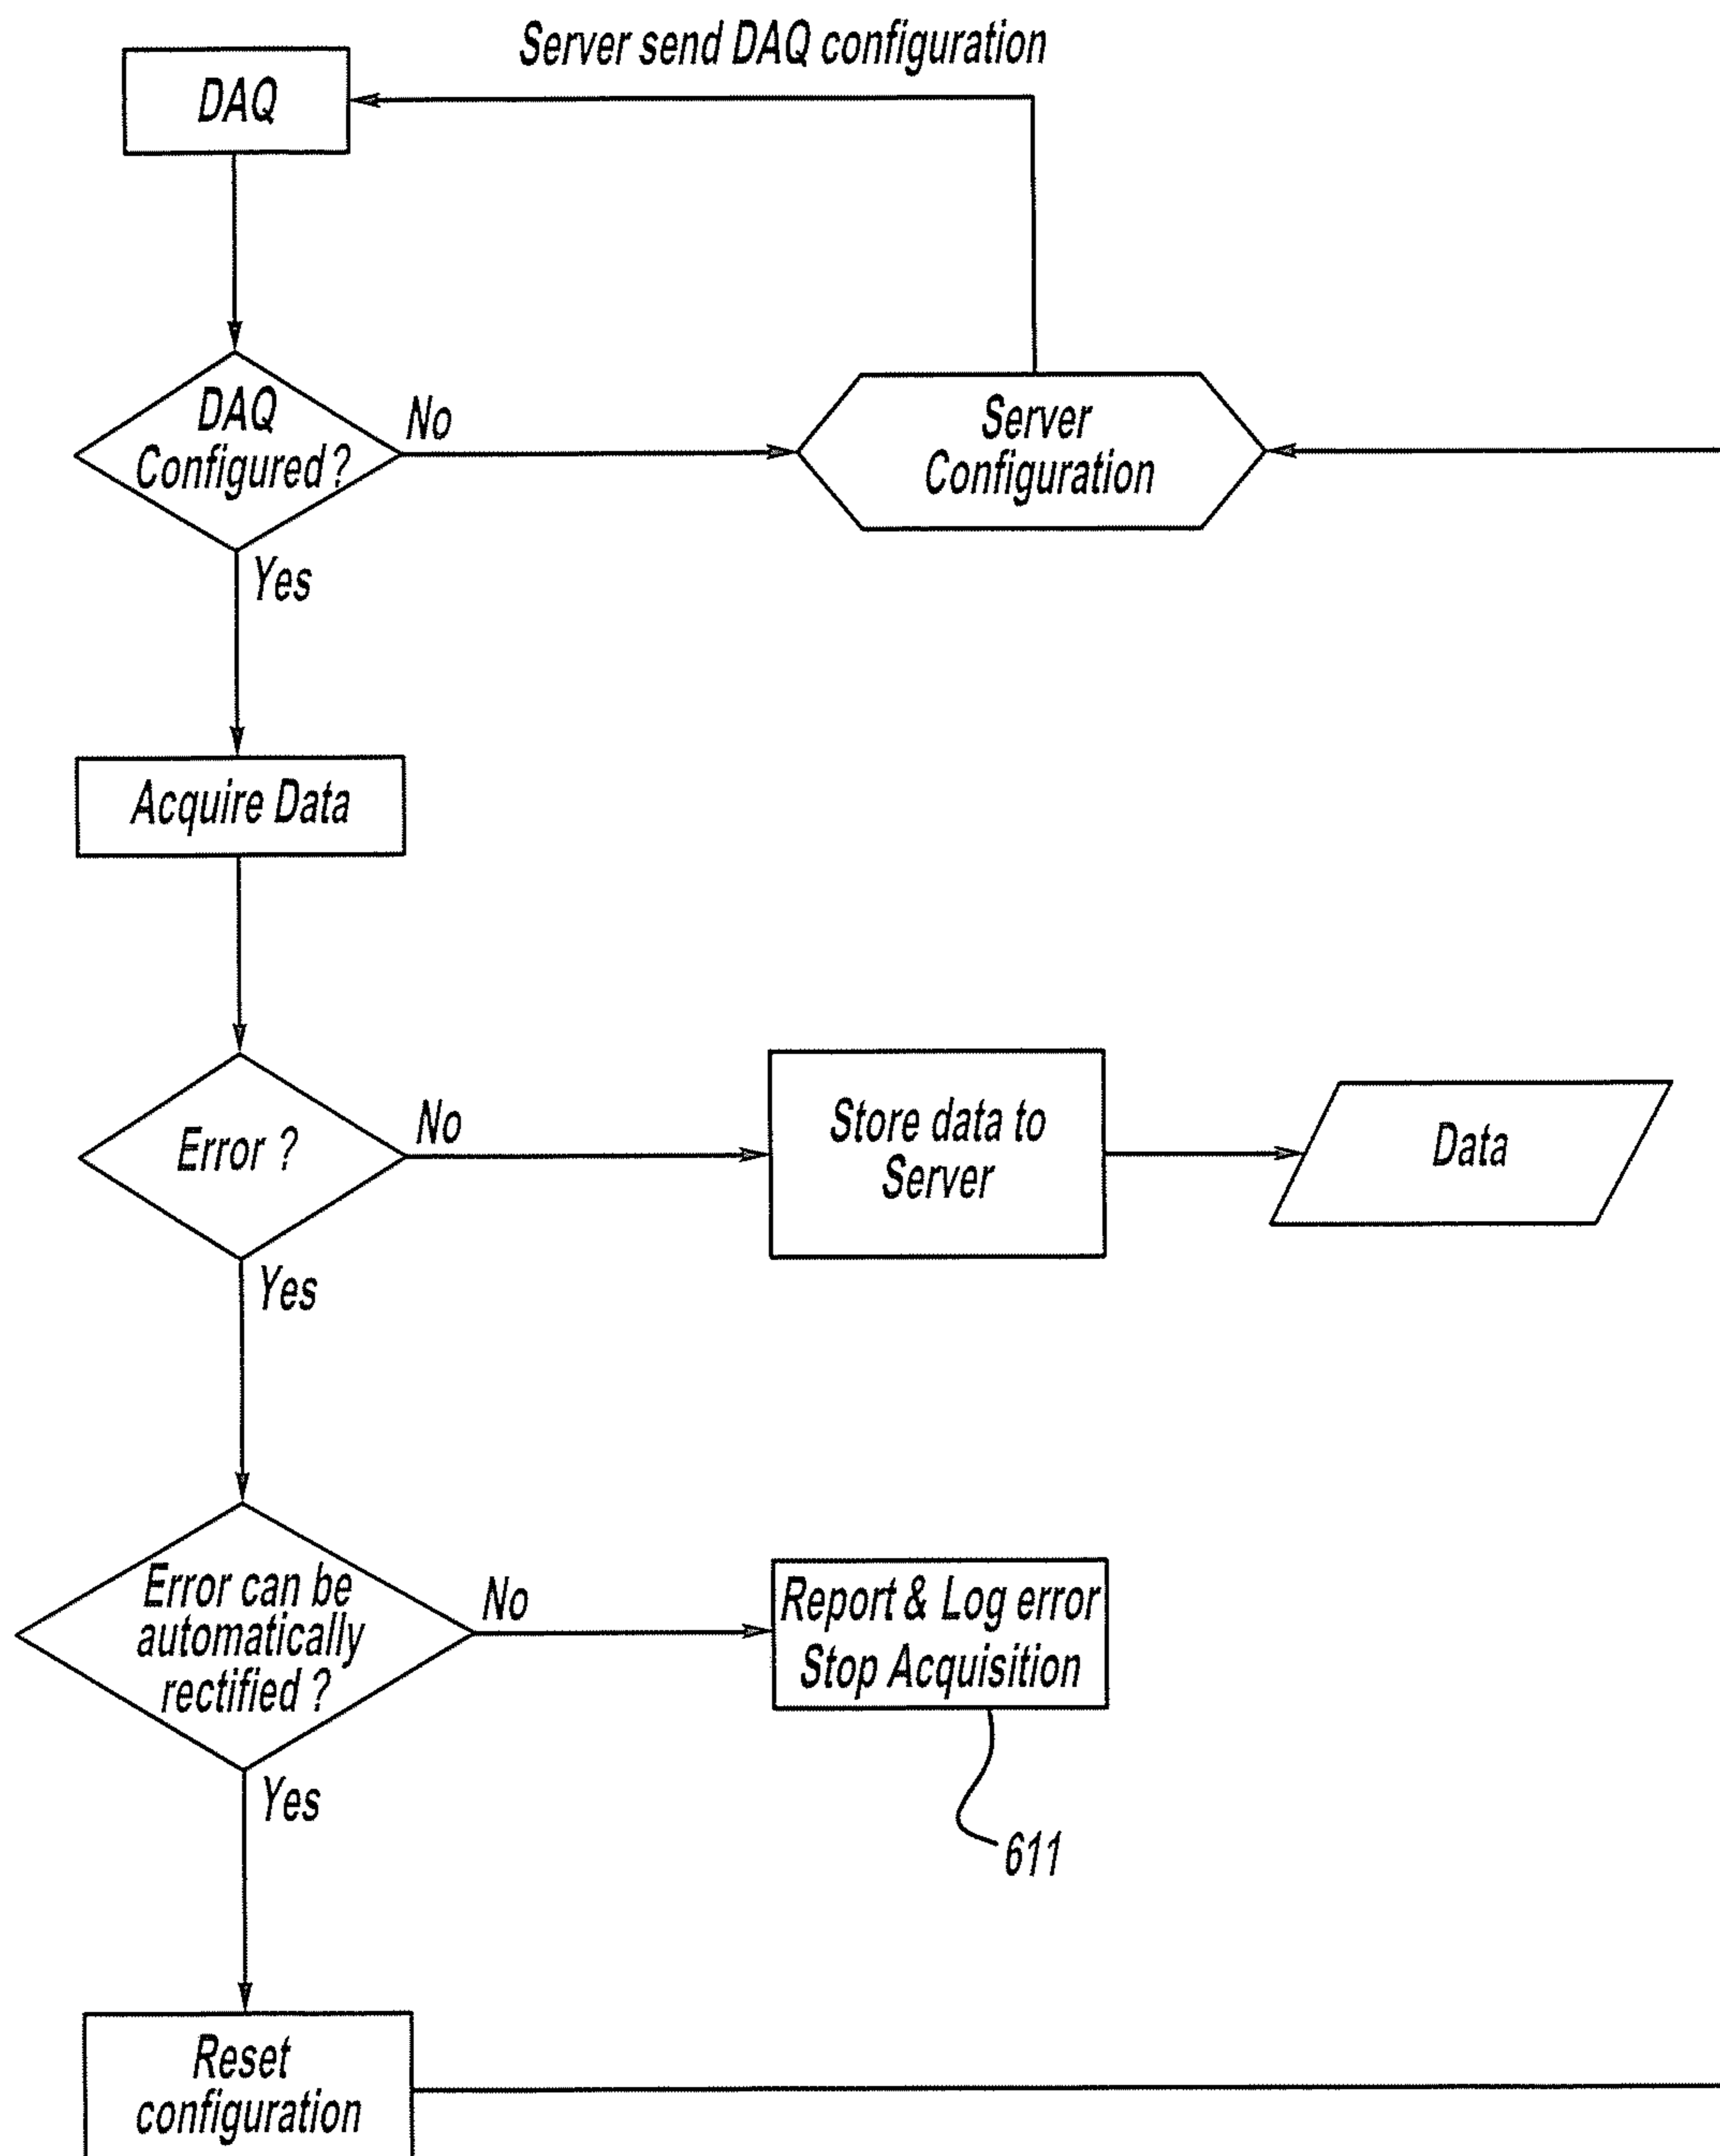 Server send DAQ configuration
DAQ
DAQ
Configured?
No
Server
Configuration
Yes
Acquire Data
Error ?
No
Store data to
Server
Data
Yes
Error can be
automatically
rectified ?
No
Report & Log error
Stop Acquisition
611
Yes
Reset
configuration